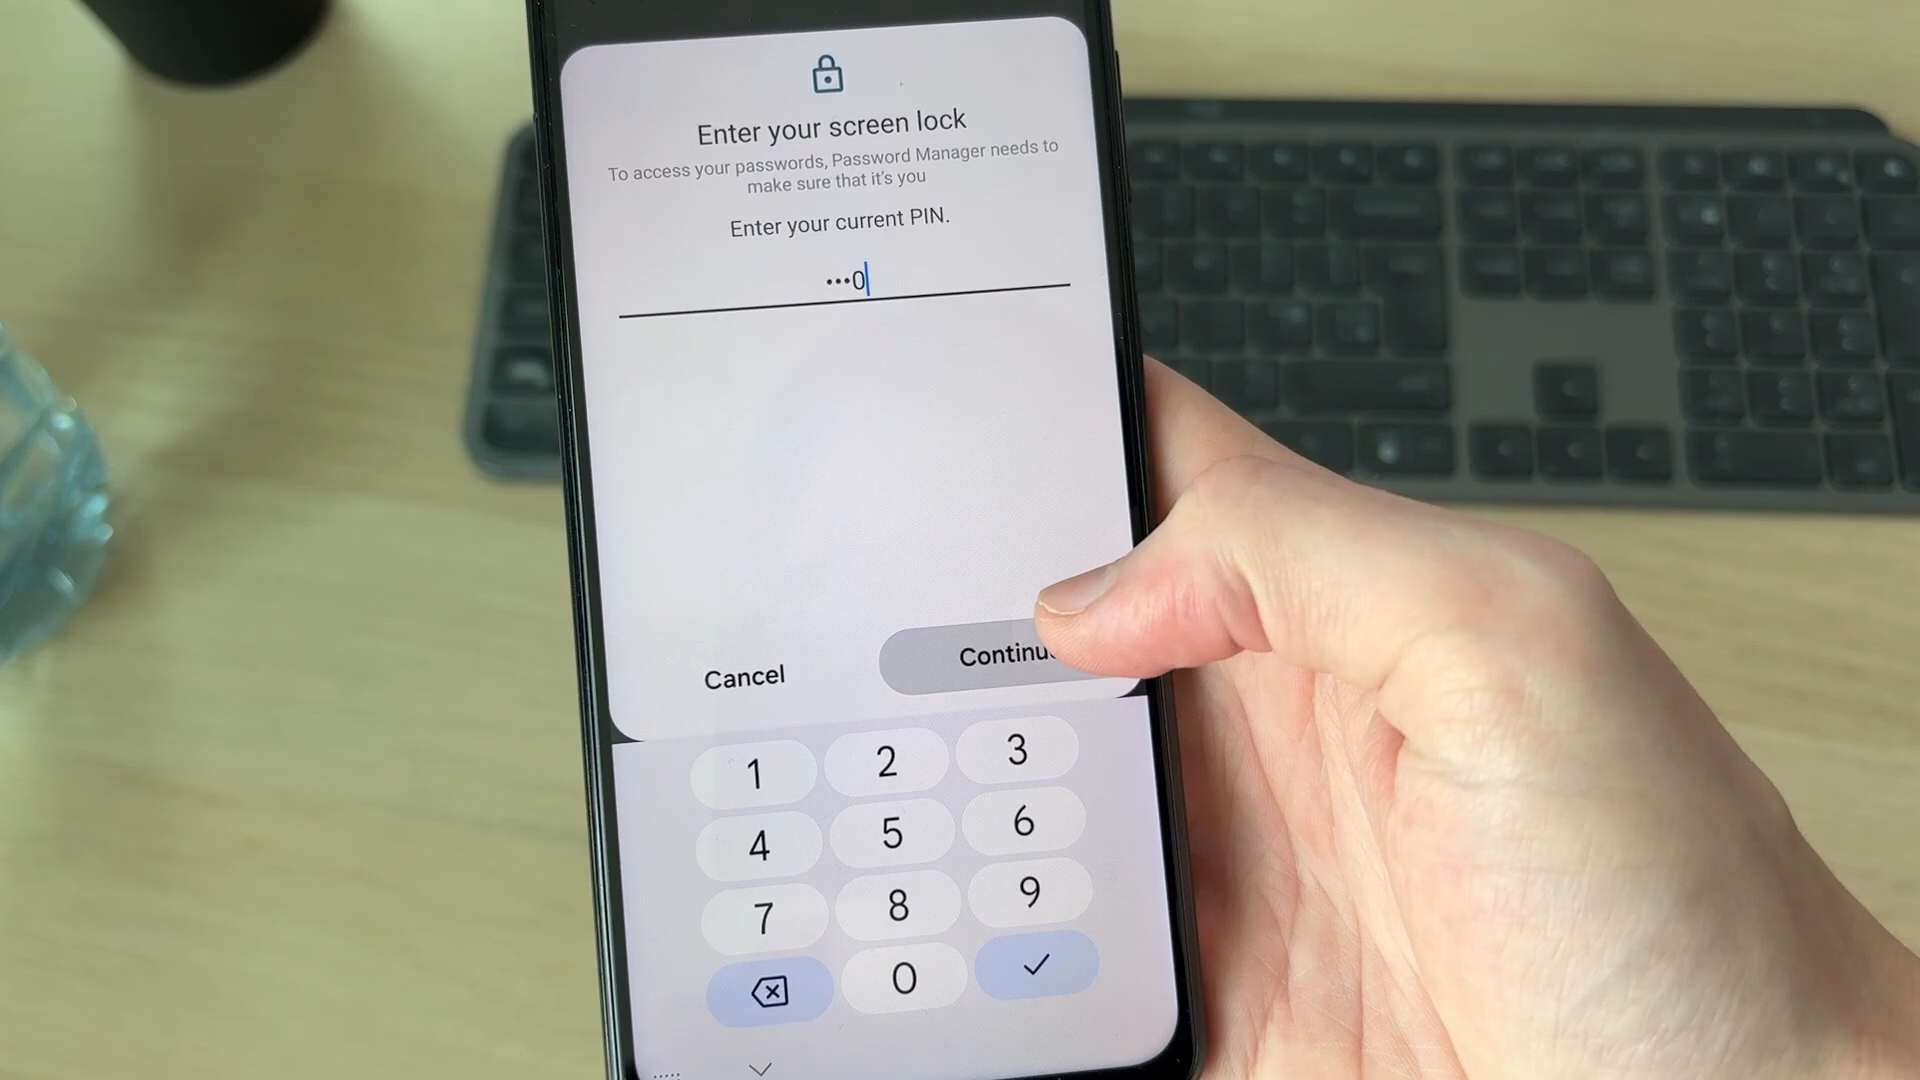 Enter your screen lock
To access your passwords, Password Manager needs to
make sure that it's you
Enter your current PIN.
•••0
Cancel
Continue
1 2 3
4 5 6
7 8 9
0